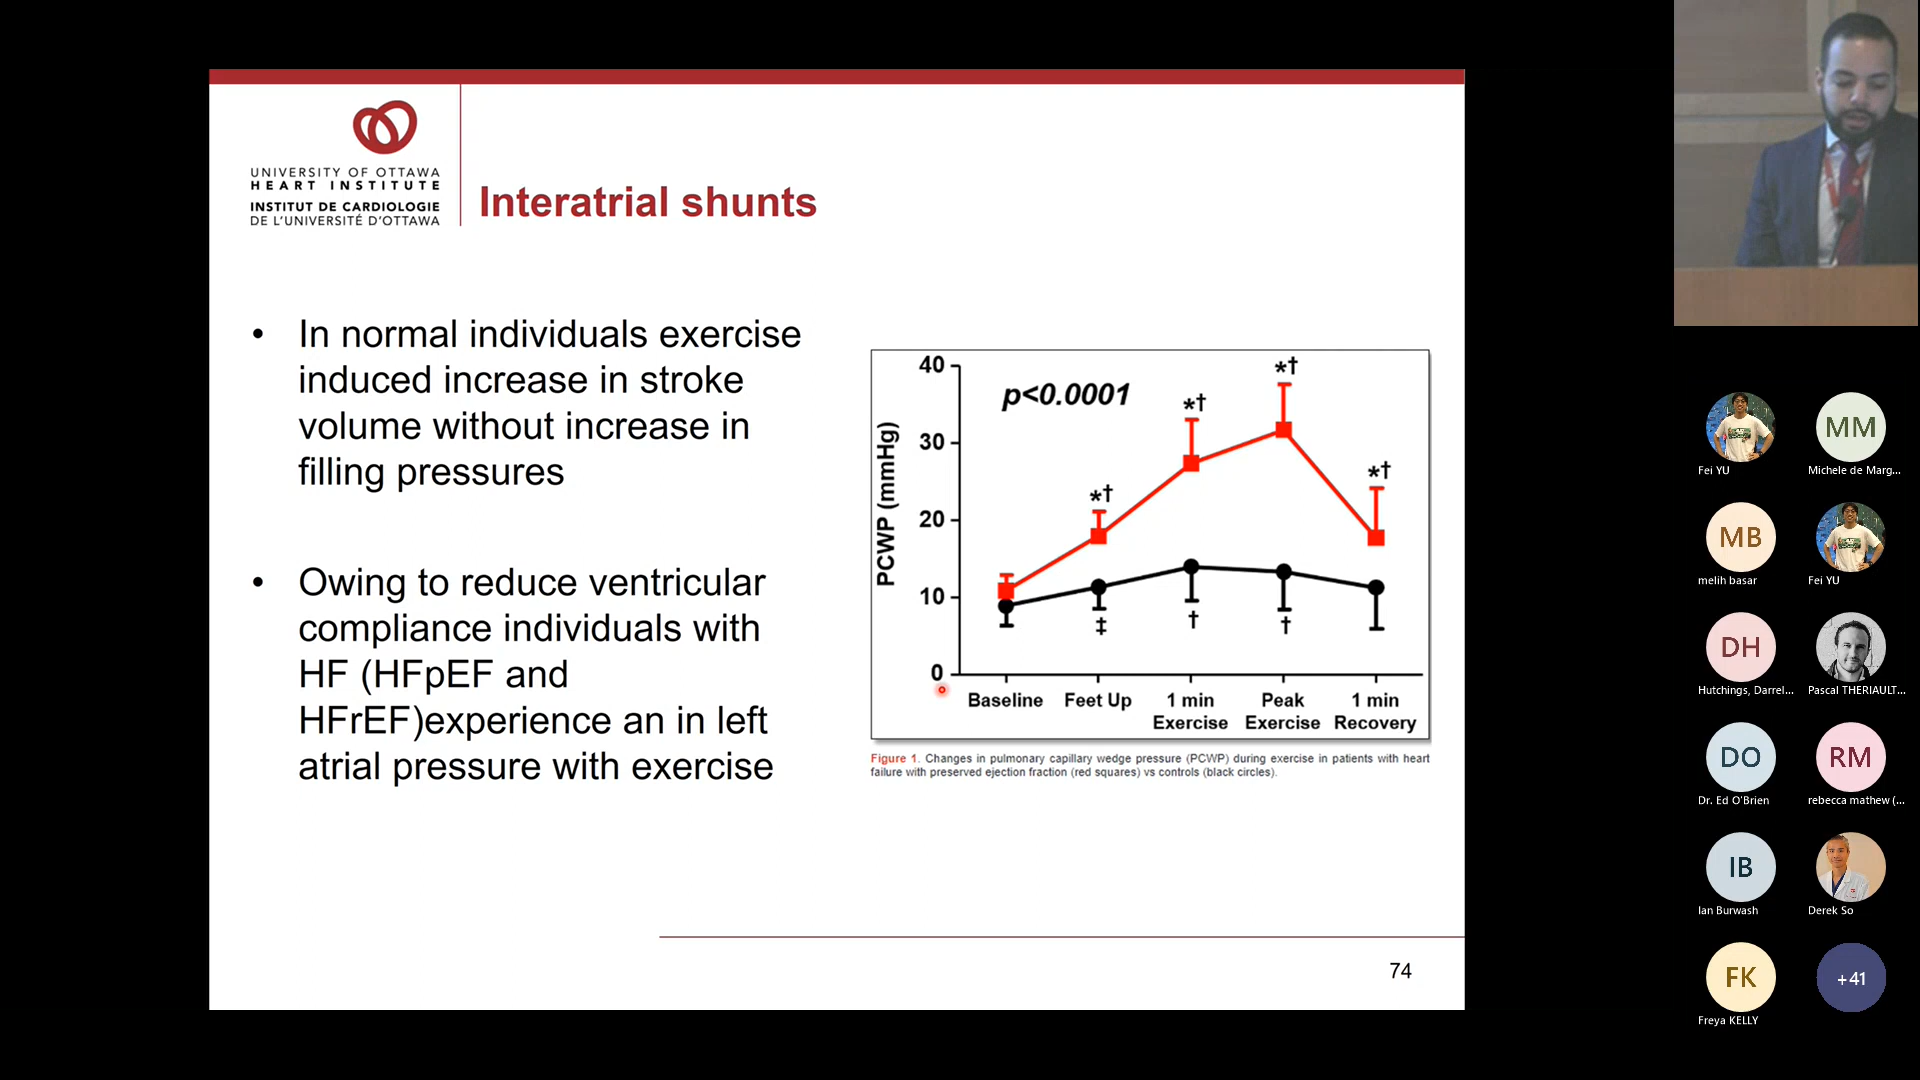 UNIVERSITY OF OTTAWA
HEART INSTITUTE
INSTITUT DE CARDIOLOGIE
DE L'UNIVERSITÉ D'OTTAWA
Interatrial shunts
• In normal individuals exercise
induced increase in stroke
volume without increase in
filling pressures
• Owing to reduce ventricular
compliance individuals with
HF (HFpEF and
HFrEF)experience an in left
atrial pressure with exercise
PCWP (mmHg)
40
30
20
10
0
p<0.0001
*†
*†
*†
*†
‡
†
†
Baseline
Feet Up
1 min
Exercise
Peak
Exercise
1 min
Recovery
Figure 1. Changes in pulmonary capillary wedge pressure (PCWP) during exercise in patients with heart
failure with preserved ejection fraction (red squares) vs controls (black circles).
74
Fei YU
MM
Michele de Marg...
MB
melih basar
Fei YU
DH
Hutchings, Darrel...
Pascal THERIAULT...
DO
Dr. Ed O'Brien
RM
rebecca mathew (...
IB
Ian Burwash
Derek So
FK
Freya KELLY
+41